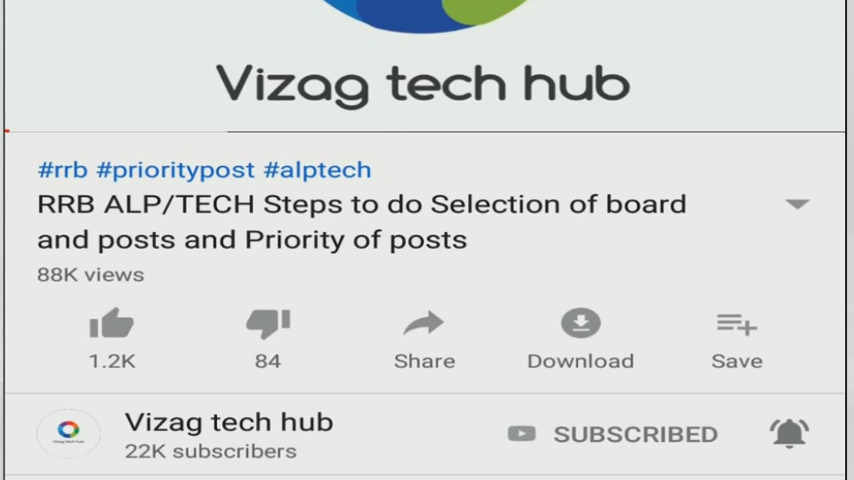 Vizag tech hub
#rrb #prioritypost #alptech
RRB ALP/TECH Steps to do Selection of board
and posts and Priority of posts
88K views
1.2K 84 Share Download Save
Vizag tech hub
22K subscribers
SUBSCRIBED